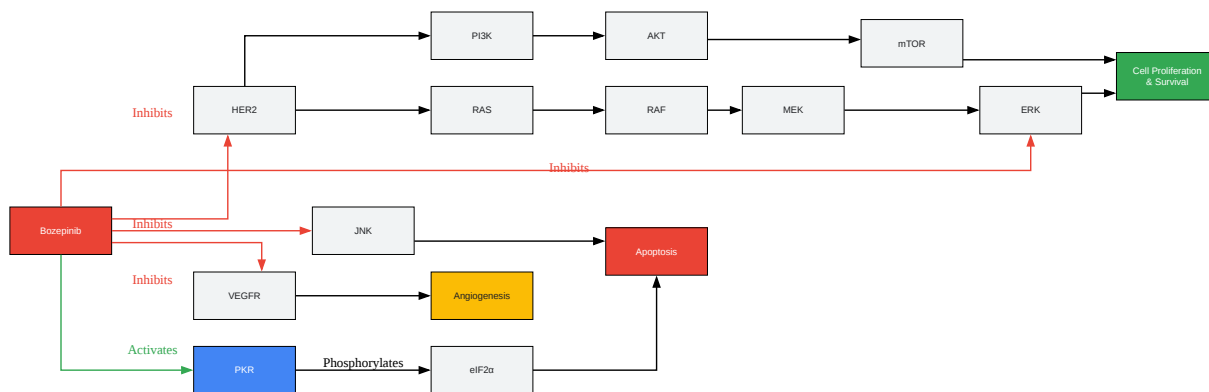 PI3K
AKT
mTOR
Cell Proliferation
& Survival
Inhibits
HER2
RAS
RAF
MEK
ERK
Inhibits
Bozepinib
Inhibits
JNK
Apoptosis
Inhibits
VEGFR
Angiogenesis
Activates
PKR
Phosphorylates
eIF2α